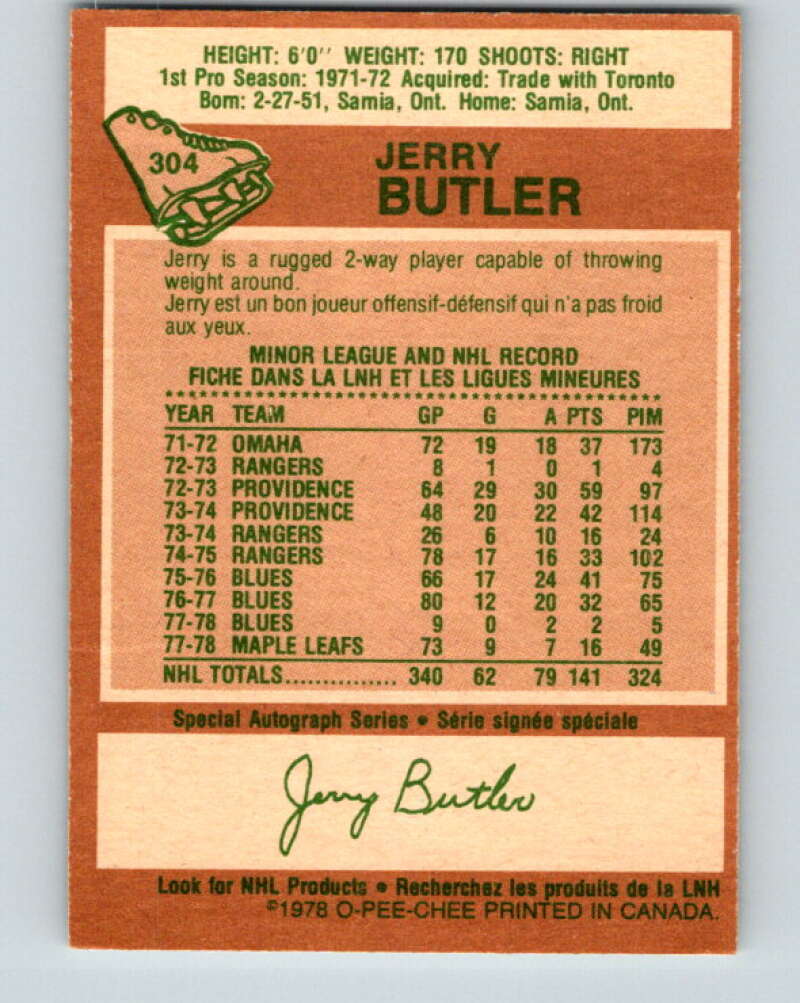 HEIGHT: 6'0'' WEIGHT: 170 SHOOTS: RIGHT
1st Pro Season: 1971-72 Acquired: Trade with Toronto
Born: 2-27-51, Sarnia, Ont. Home: Sarnia, Ont.
304
JERRY
BUTLER
Jerry is a rugged 2-way player capable of throwing
weight around.
Jerry est un bon joueur offensif-défensif qui n'a pas froid
aux yeux.
MINOR LEAGUE AND NHL RECORD
FICHE DANS LA LNH ET LES LIGUES MINEURES
YEAR TEAM GP G A PTS PIM
71-72 OMAHA 72 19 18 37 173
72-73 RANGERS 8 1 0 1 4
72-73 PROVIDENCE 64 29 30 59 97
73-74 PROVIDENCE 48 20 22 42 114
73-74 RANGERS 26 6 10 16 24
74-75 RANGERS 78 17 16 33 102
75-76 BLUES 66 17 24 41 75
76-77 BLUES 80 12 20 32 65
77-78 BLUES 9 0 2 2 5
77-78 MAPLE LEAFS 73 9 7 16 49
NHL TOTALS............... 340 62 79 141 324
Special Autograph Series • Série signée spéciale
Jerry Butler
Look for NHL Products • Recherchez les produits de la LNH
©1978 O-PEE-CHEE PRINTED IN CANADA.